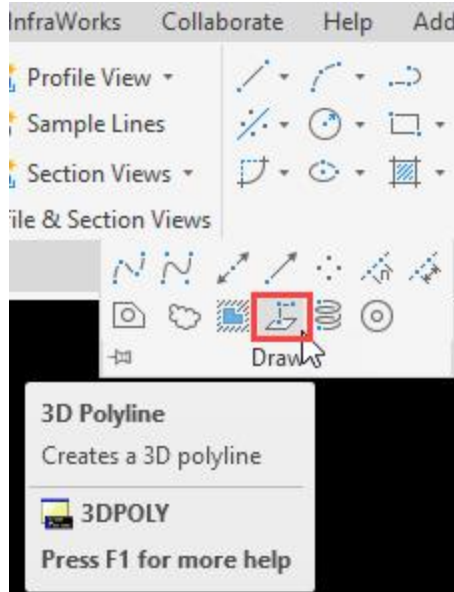 InfraWorks Collaborate Help Add
Profile View
Sample Lines
Section Views
file & Section Views
n
Draw
3D Polyline
Creates a 3D polyline
3DPOLY
Press F1 for more help